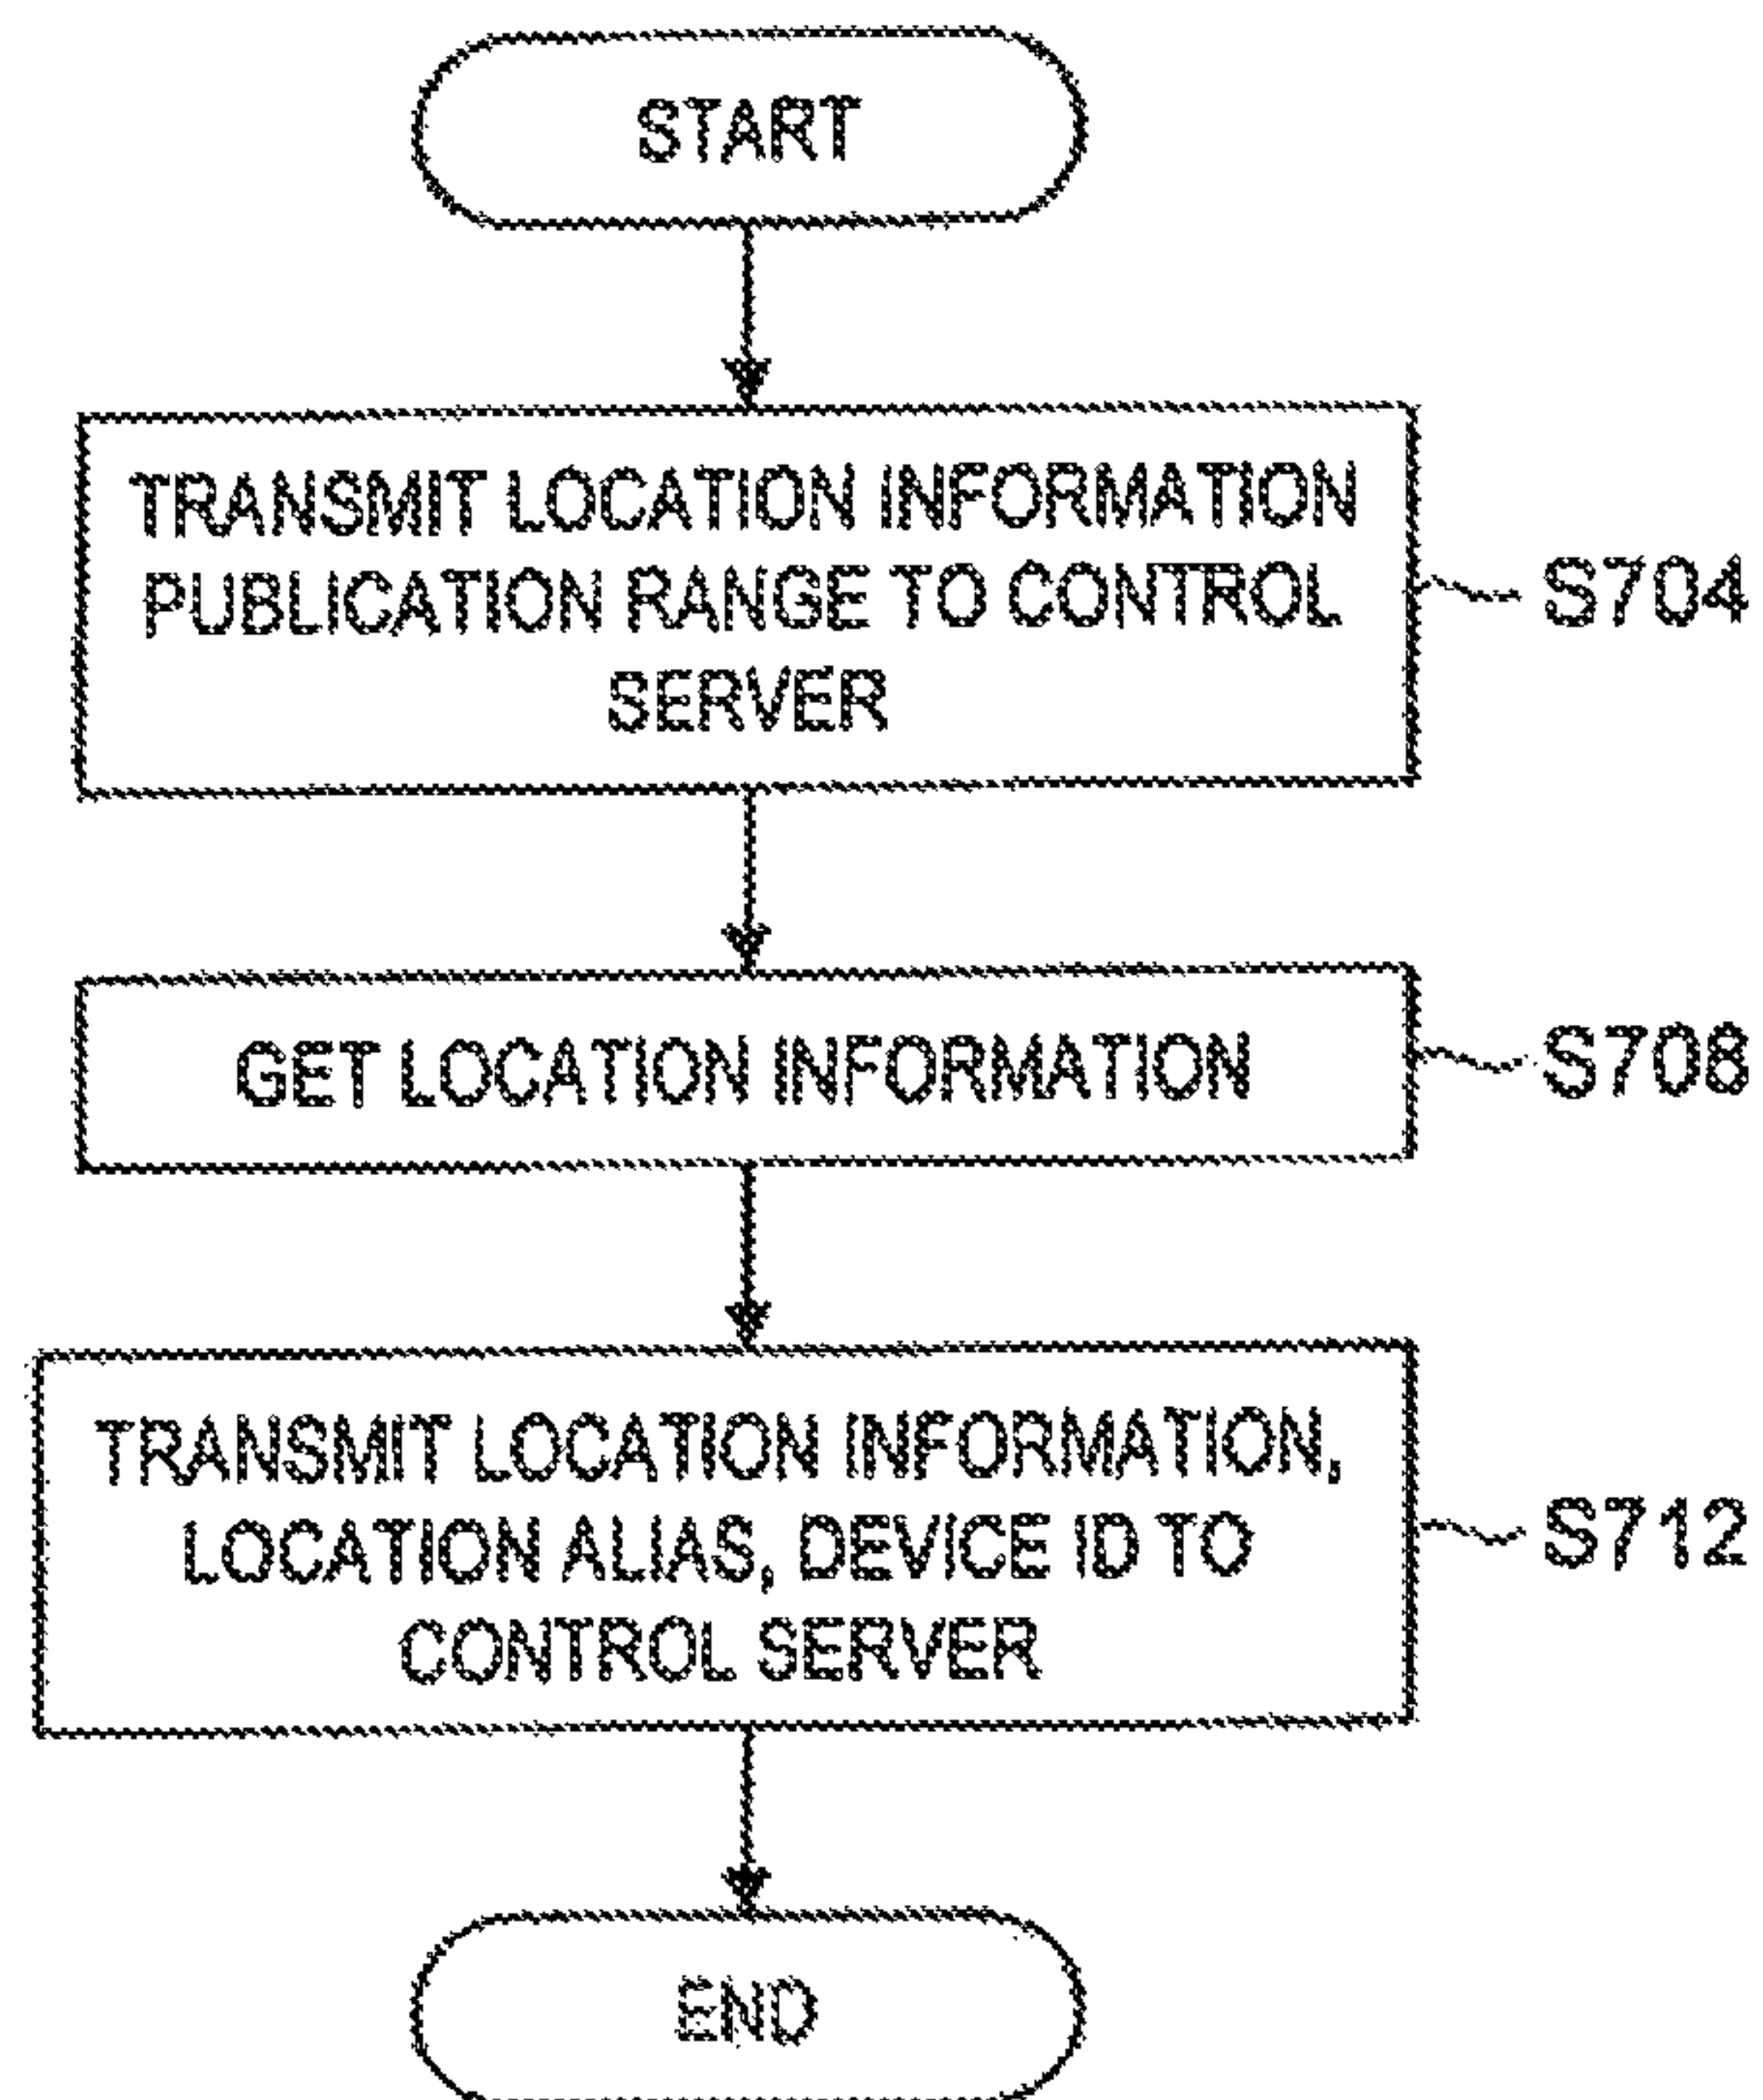 START
TRANSMIT LOCATION INFORMATION
PUBLICATION RANGE TO CONTROL
SERVER
S704
GET LOCATION INFORMATION
S708
TRANSMIT LOCATION INFORMATION,
LOCATION ALIAS, DEVICE ID TO
CONTROL SERVER
S712
END